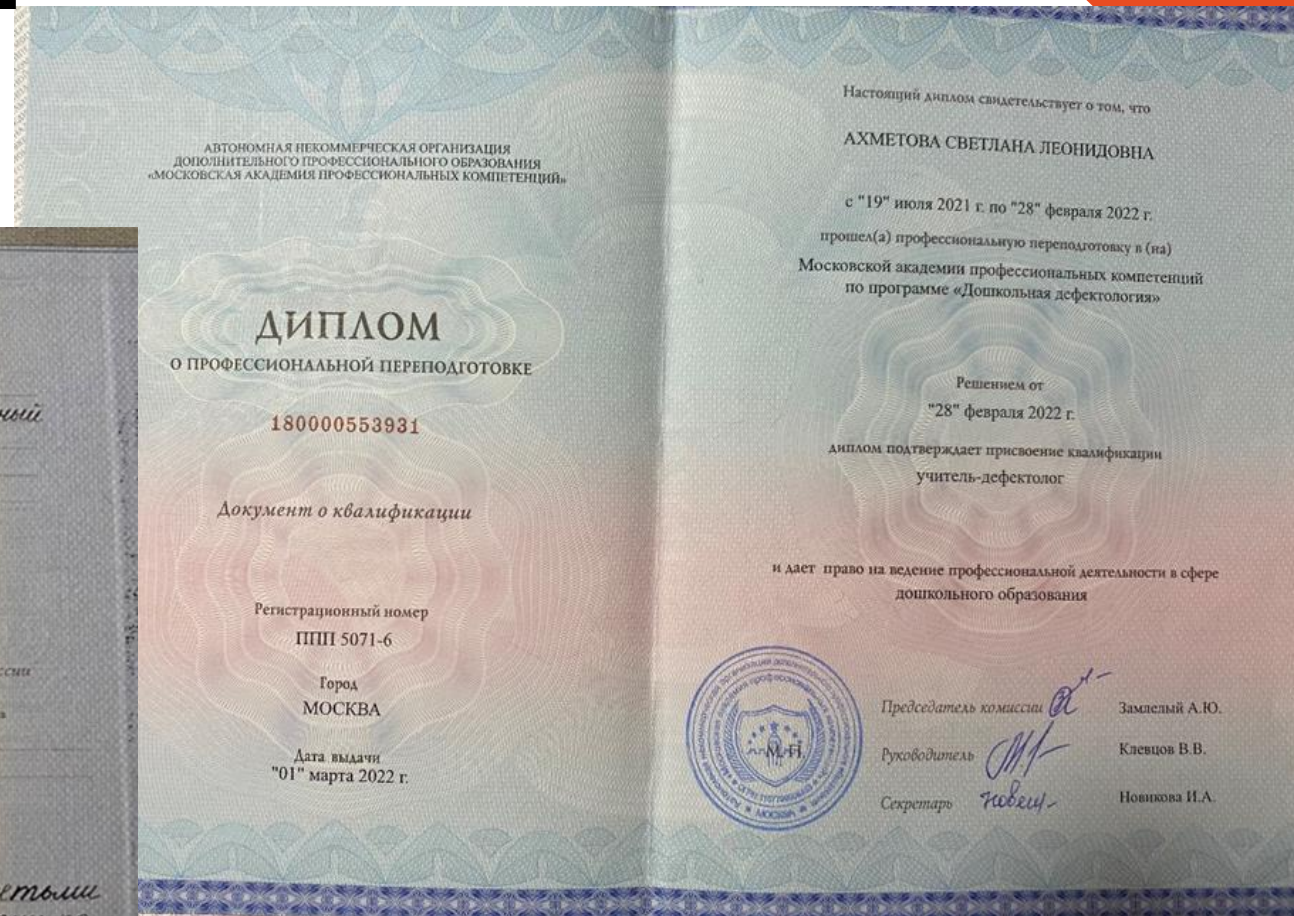 АВТОНОМНАЯ НЕКОММЕРЧЕСКАЯ ОРГАНИЗАЦИЯ
ДОПОЛНИТЕЛЬНОГО ПРОФЕССИОНАЛЬНОГО ОБРАЗОВАНИЯ
«МОСКОВСКАЯ АКАДЕМИЯ ПРОФЕССИОНАЛЬНЫХ КОМПЕТЕНЦИЙ»
ДИПЛОМ
О ПРОФЕССИОНАЛЬНОЙ ПЕРЕПОДГОТОВКЕ
180000553931
Документ о квалификации
Регистрационный номер
ППП 5071-6
Город
МОСКВА
Дата выдачи
"01" марта 2022 г.
Настоящий диплом свидетельствует о том, что
АХМЕТОВА СВЕТЛАНА ЛЕОНИДОВНА
с "19" июля 2021 г. по "28" февраля 2022 г.
прошел(а) профессиональную переподготовку в (на)
Московской академии профессиональных компетенций
по программе «Дошкольная дефектология»
Решением от
"28" февраля 2022 г.
диплом подтверждает присвоение квалификации
учитель-дефектолог
и дает право на ведение профессиональной деятельности в сфере
дошкольного образования
Председатель комиссии Замлелый А.Ю.
Руководитель Клевцов В.В.
Секретарь Новикова И.А.
М.П.